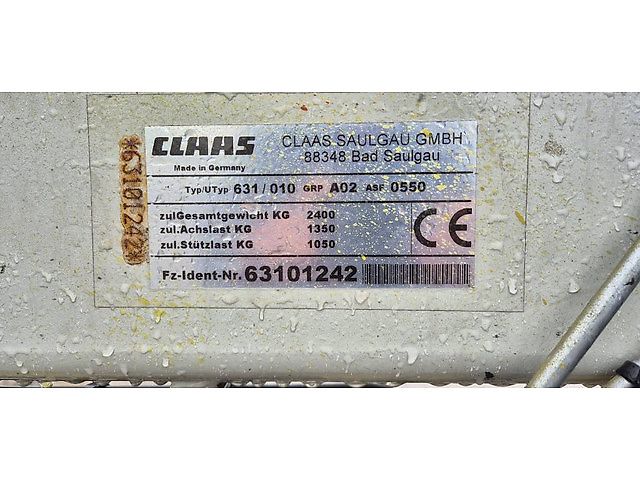 *63101242*
CLAAS
CLAAS SAULGAU GMBH
88348 Bad Saulgau
Made in Germany
Typ/UTyp 631/010 GRP A02 ASF 0550
zulGesamtgewicht KG 2400
zul.Achslast KG 1350
zul.Stützlast KG 1050
CE
Fz-Ident-Nr. 63101242